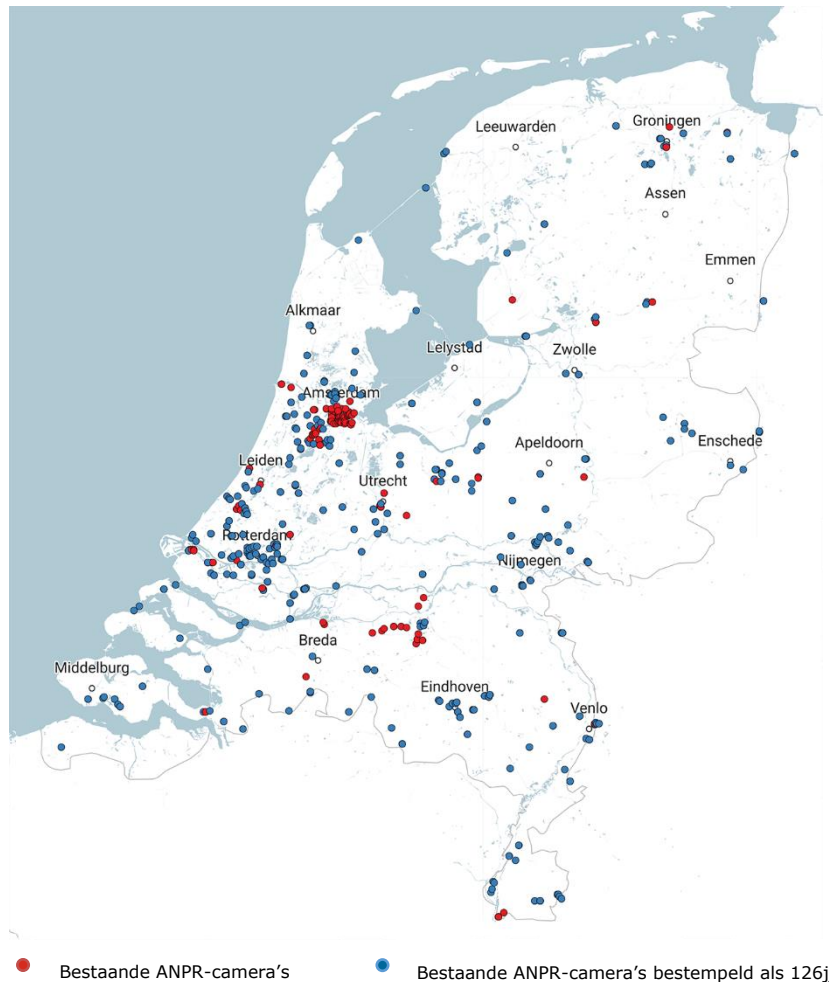 Groningen
Leeuwarden
Assen
Emmen
Alkmaar
Lelystad
Zwolle
Amsterdam
Apeldoorn
Enschede
Leiden
Utrecht
Rotterdam
Nijmegen
Breda
Middelburg
Eindhoven
Venlo
Bestaande ANPR-camera's
Bestaande ANPR-camera's bestempeld als 126j